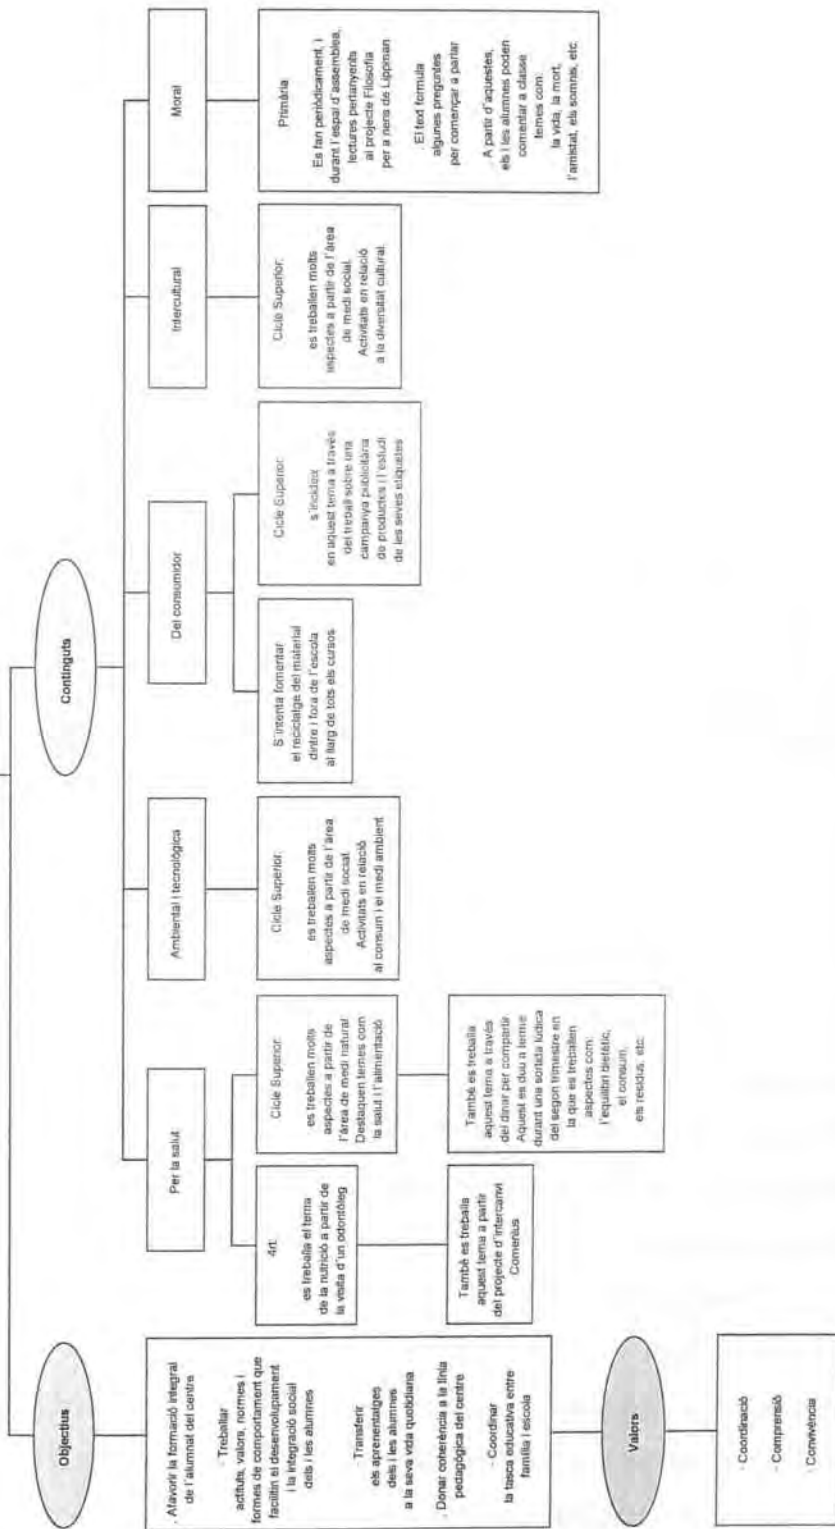 Objectius
. Afavorir la formació integral
de l'alumnat del centre
· Treballar
actituts, valors, normes i
formes de comportament que
facilitin el desenvolupament
i la integració social
dels i les alumnes
· Transferir
els aprenentatges
dels i les alumnes
a la seva vida quotidiana
· Donar coherència a la línia
pedagògica del centre
· Coordinar
la tasca educativa entre
família i escola
Valors
· Coordinació
· Comprensió
· Convivència
Continguts
Per la salut
4rt:
es treballa el tema
de la nutrició a partir de
la visita d'un odontòleg
També es treballa
aquest tema a partir
del projecte d'intercanvi
Comenius
Cicle Superior:
es treballen molts
aspectes a partir de
l'àrea de medi natural
Destaquen temes com
la salut i l'alimentació
També es treballa
aquest tema a través
del dinar per compartir.
Aquest es duu a terme
durant una sortida lúdica
del segon trimestre en
la que es treballen
aspectes com:
l'equilibri dietètic,
el consum,
els residus, etc.
Ambiental i tecnològica
Cicle Superior:
es treballen molts
aspectes a partir de l'àrea
de medi social.
Activitats en relació
al consum i el medi ambient
Del consumidor
S'intenta fomentar
el reciclatge del material
dintre i fora de l'escola
al llarg de tots els cursos
Cicle Superior:
s'incideix
en aquest tema a través
del treball sobre una
campanya publicitària
de productes i l'estudi
de les seves etiquetes
Intercultural
Cicle Superior:
es treballen molts
aspectes a partir de l'àrea
de medi social.
Activitats en relació
a la diversitat cultural.
Moral
Primària
Es fan periòdicament, i
durant l'espai d'assemblea,
lectures pertanyents
al projecte Filosofia
per a nens de Lippman
. El text formula
algunes preguntes
per començar a parlar
. A partir d'aquestes,
els i les alumnes poden
comentar a classe
temes com:
la vida, la mort,
l'amistat, els somnis, etc.